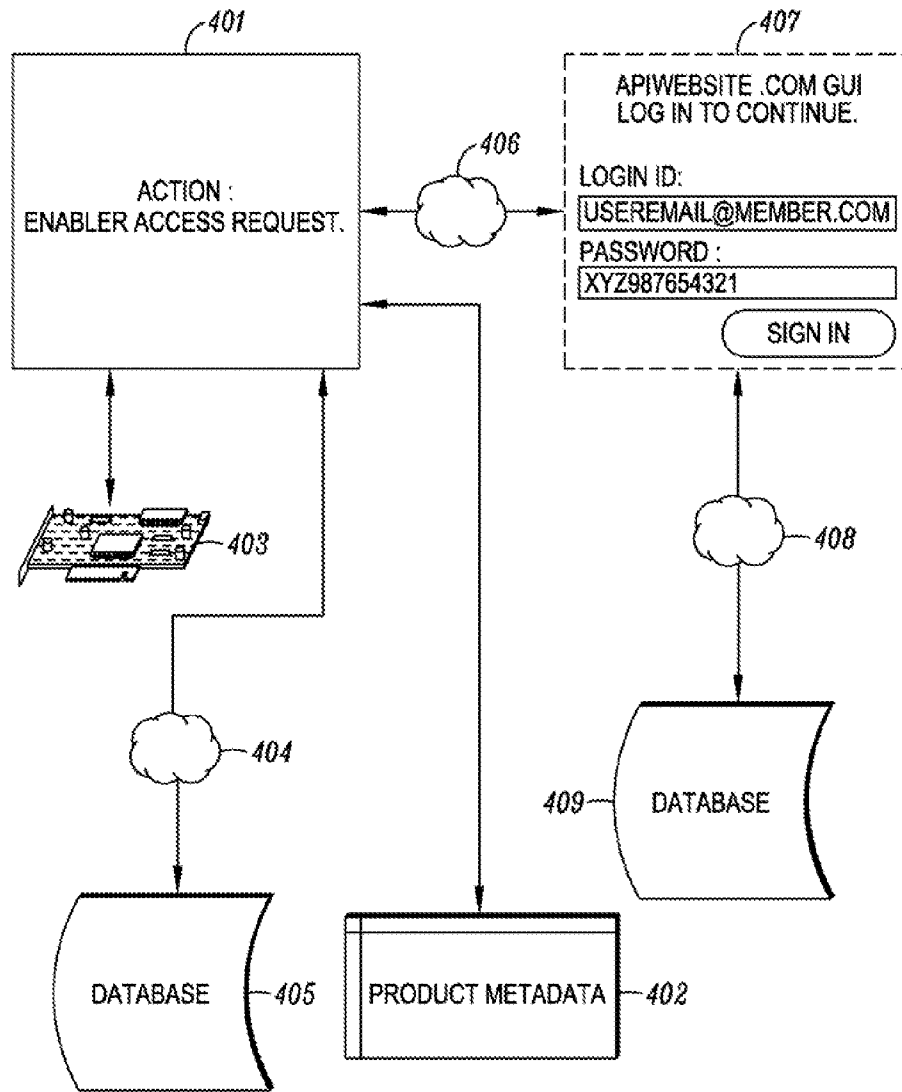 401
ACTION :
ENABLER ACCESS REQUEST.
406
407
APIWEBSITE .COM GUI
LOG IN TO CONTINUE.
LOGIN ID:
USEREMAIL@MEMBER.COM
PASSWORD :
XYZ987654321
SIGN IN
403
408
404
409
DATABASE
DATABASE
405
PRODUCT METADATA
402